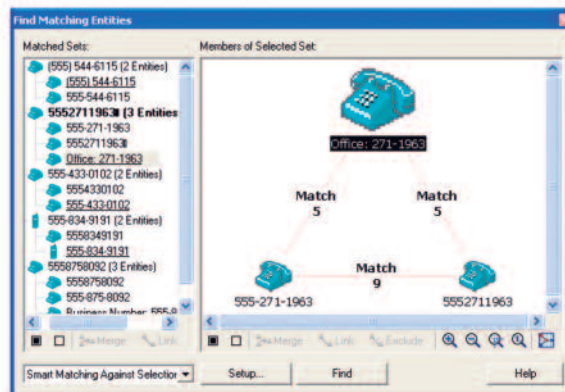 Find Matching Entities
Matched Sets:
(555) 544-6115 (2 Entities)
(555) 544-6115
555-544-6115
5552711963 (3 Entities
555-271-1963
5552711963
Office: 271-1963
555-433-0102 (2 Entities)
5554330102
555-433-0102
555-834-9191 (2 Entities)
5558349191
555-834-9191
5558758092 (3 Entities)
5558758092
555-875-8092
Business Number: 555-8
Merge Link
Smart Matching Against Selection
Members of Selected Set:
Office: 271-1963
Match
5
Match
5
Match
9
555-271-1963
5552711963
Merge Link Exclude
Setup... Find Help